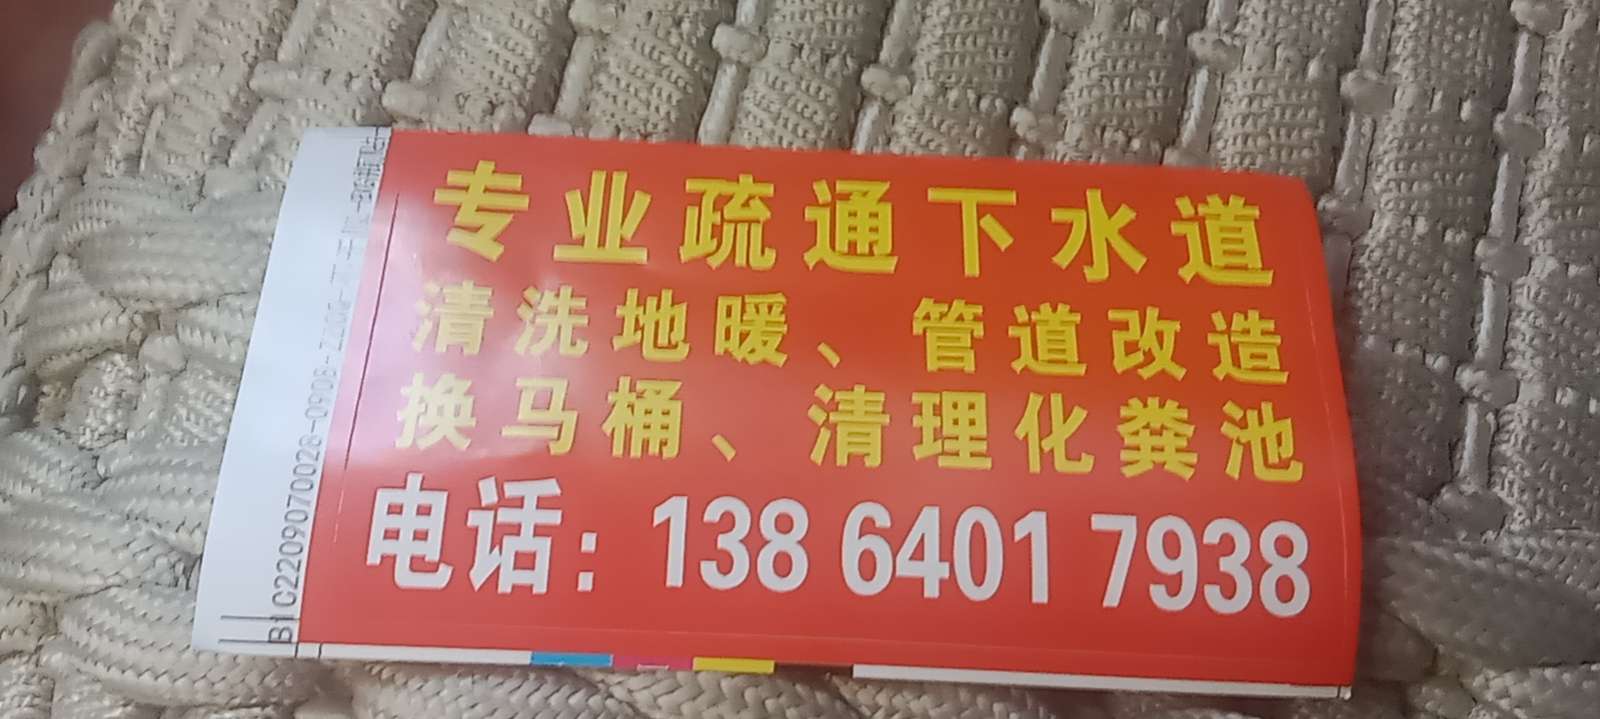 专业疏通下水道
清洗地暖、管道改造
换马桶、清理化粪池
电话：138 6401 7938